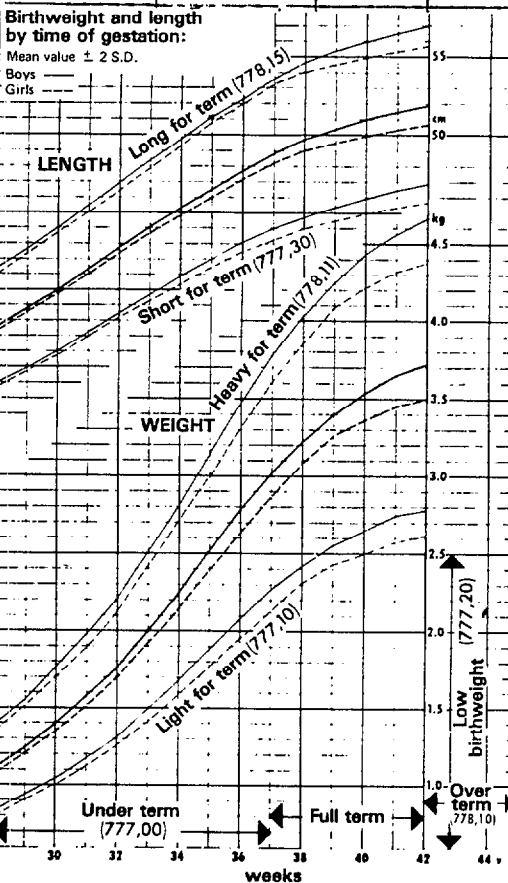 Birthweight and length
by time of gestation:
Mean value ± 2 S.D.
Boys
Girls
55
cm
50
LENGTH
Long for term (778,15)
Short for term (777,30)
kg
4.5
4.0
3.5
3.0
2.5
2.0
1.5
1.0
Heavy for term (778,11)
WEIGHT
Light for term (777,10)
Low
birthweight (777,20)
Under term
(777,00)
Full term
Over
term
(778,10)
30 32 34 36 38 40 42 44
weeks